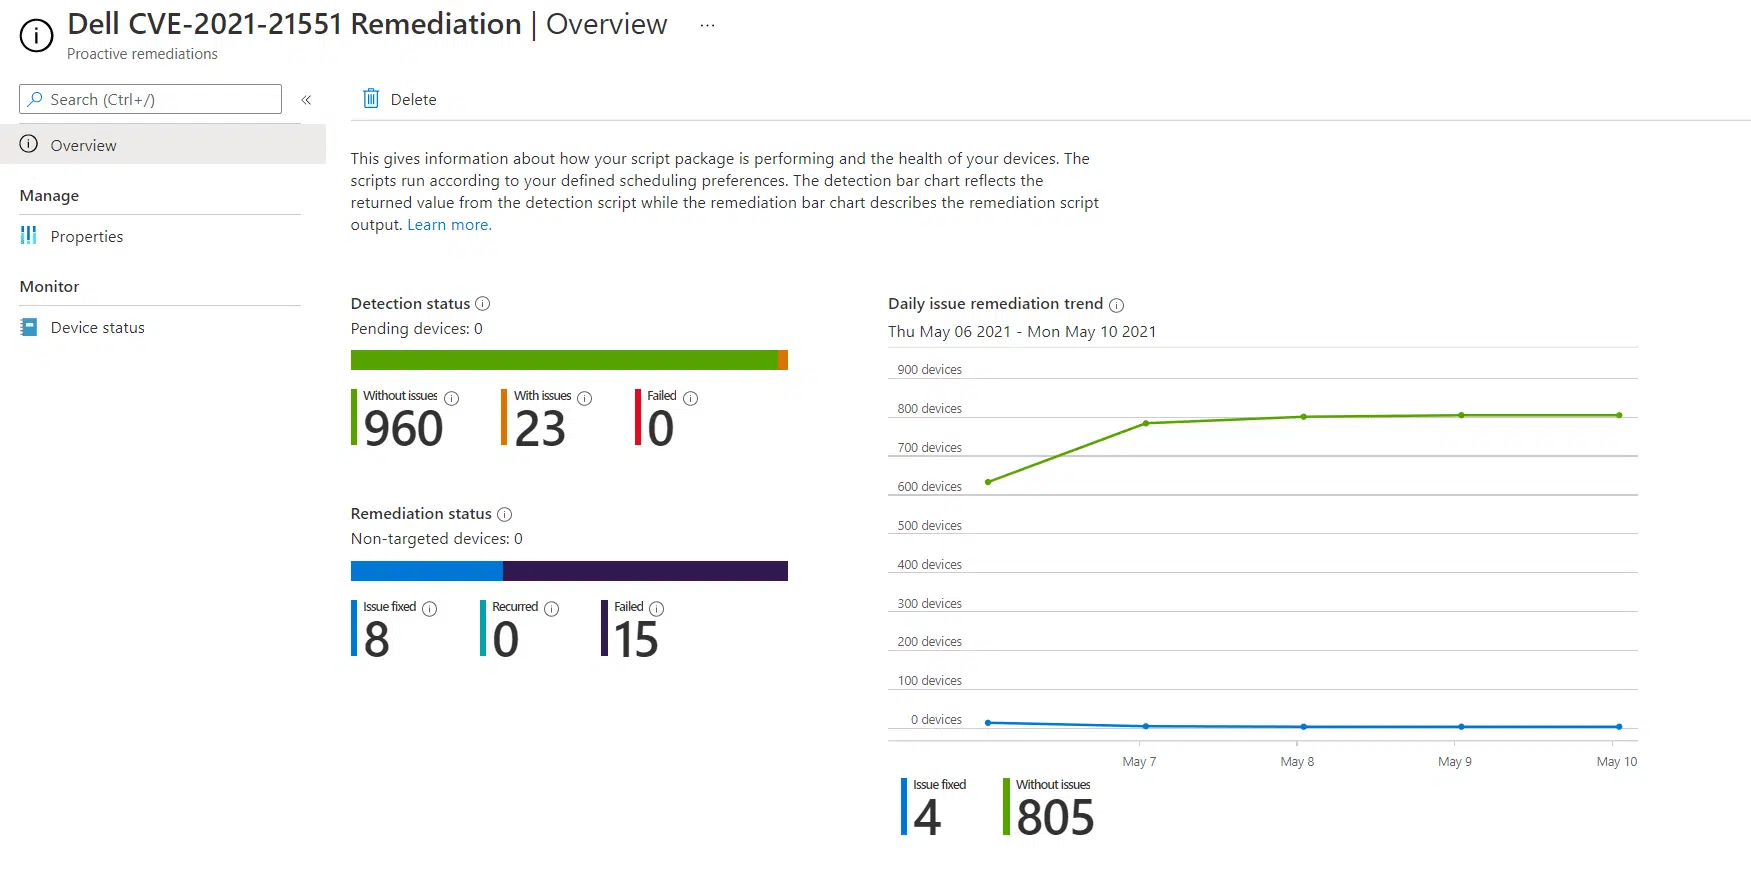 Dell CVE-2021-21551 Remediation | Overview ...
Proactive remediations
Search (Ctrl+/)
«
Delete
Overview
Manage
Properties
Monitor
Device status
This gives information about how your script package is performing and the health of your devices. The
scripts run according to your defined scheduling preferences. The detection bar chart reflects the
returned value from the detection script while the remediation bar chart describes the remediation script
output. Learn more.
Detection status
Pending devices: 0
Without issues
960
With issues
23
Failed
0
Remediation status
Non-targeted devices: 0
Issue fixed
8
Recurred
0
Failed
15
Daily issue remediation trend
Thu May 06 2021 - Mon May 10 2021
900 devices
800 devices
700 devices
600 devices
500 devices
400 devices
300 devices
200 devices
100 devices
0 devices
May 7
May 8
May 9
May 10
Issue fixed
4
Without issues
805